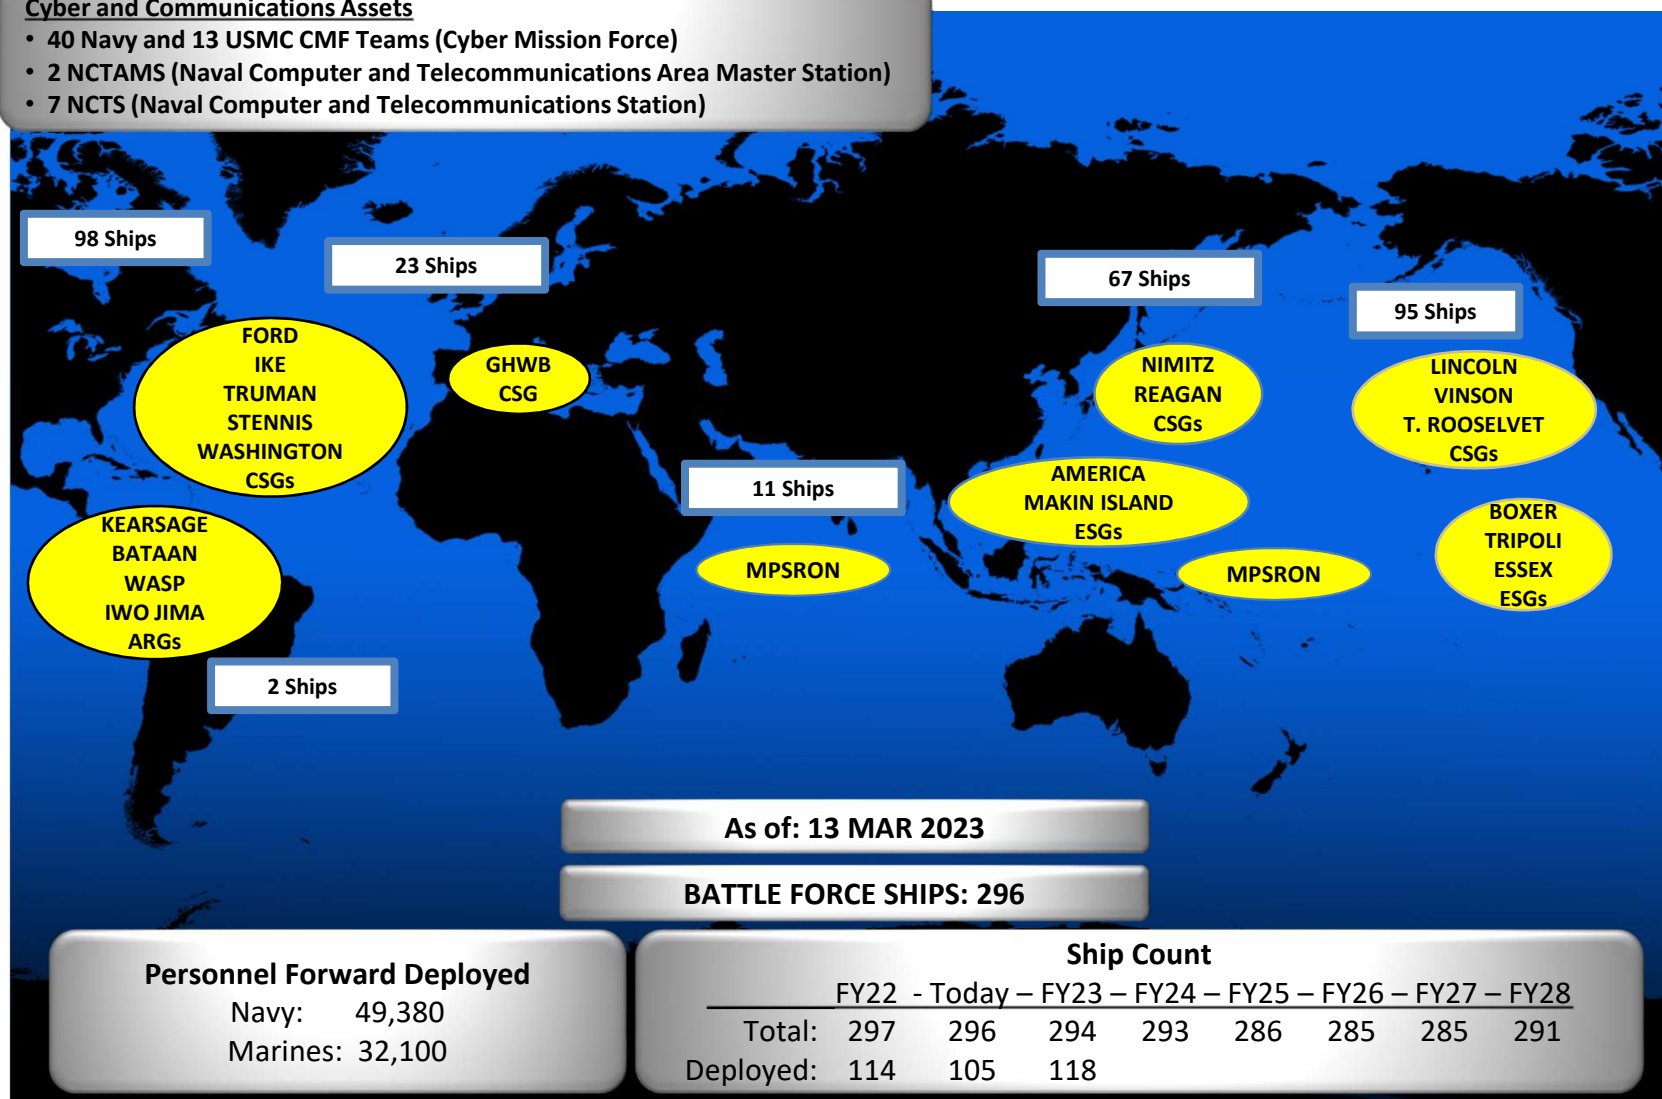 Cyber and Communications Assets
• 40 Navy and 13 USMC CMF Teams (Cyber Mission Force)
• 2 NCTAMS (Naval Computer and Telecommunications Area Master Station)
• 7 NCTS (Naval Computer and Telecommunications Station)
98 Ships
23 Ships
67 Ships
95 Ships
FORD
IKE
TRUMAN
STENNIS
WASHINGTON
CSGs
GHWB
CSG
NIMITZ
REAGAN
CSGs
LINCOLN
VINSON
T. ROOSELVET
CSGs
11 Ships
AMERICA
MAKIN ISLAND
ESGs
KEARSAGE
BATAAN
WASP
IWO JIMA
ARGs
MPSRON
MPSRON
BOXER
TRIPOLI
ESSEX
ESGs
2 Ships
As of: 13 MAR 2023
BATTLE FORCE SHIPS: 296
Personnel Forward Deployed
Navy: 49,380
Marines: 32,100
Ship Count
FY22 - Today – FY23 – FY24 – FY25 – FY26 – FY27 – FY28
Total: 297 296 294 293 286 285 285 291
Deployed: 114 105 118